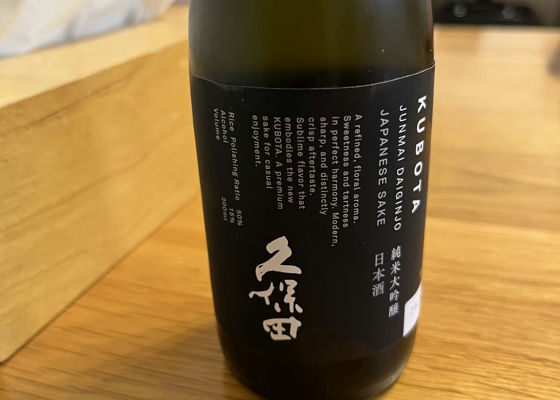 KUBOTA
JUNMAI DAIGINJO
JAPANESE SAKE
純米大吟醸
日本酒
A refined, floral aroma.
Sweetness and tartness
in perfect harmony. Modern,
sharp, and distinctly
crisp aftertaste.
Sublime flavor that
embodies the new
KUBOTA. A premium
sake for casual
enjoyment.
久保田
Rice Polishing Ratio 50%
Alcohol 15%
Volume 300ml